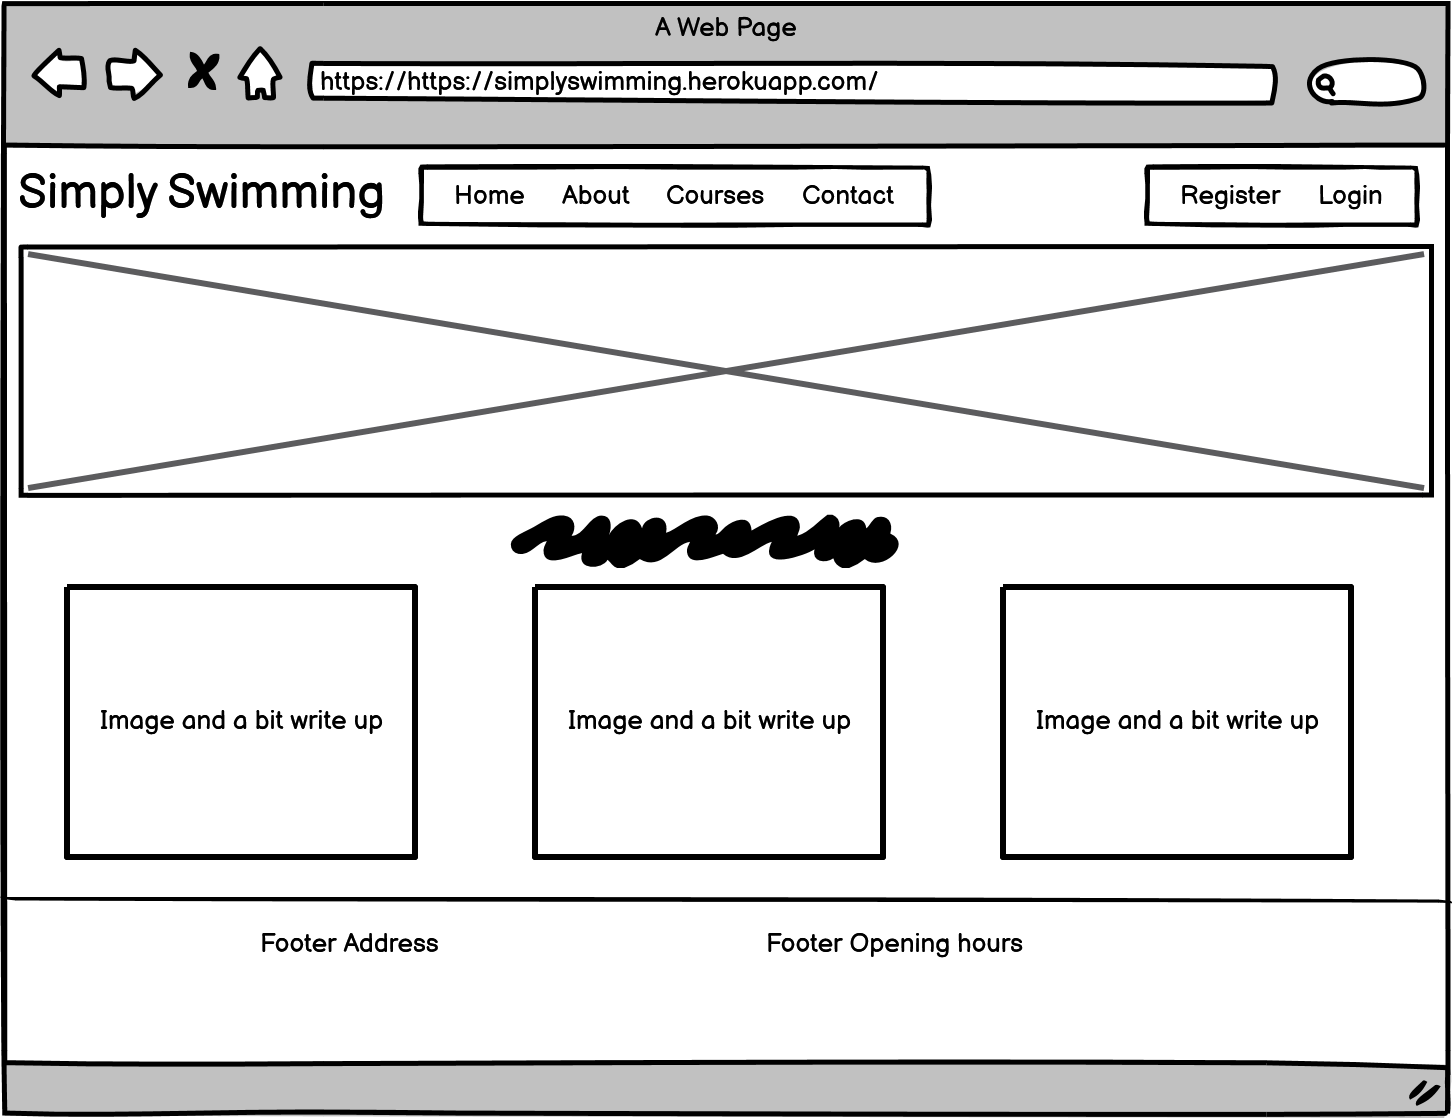 A Web Page
https://https://simplyswimming.herokuapp.com/
Simply Swimming
Home About Courses Contact
Register Login
Image and a bit write up
Image and a bit write up
Image and a bit write up
Footer Address
Footer Opening hours